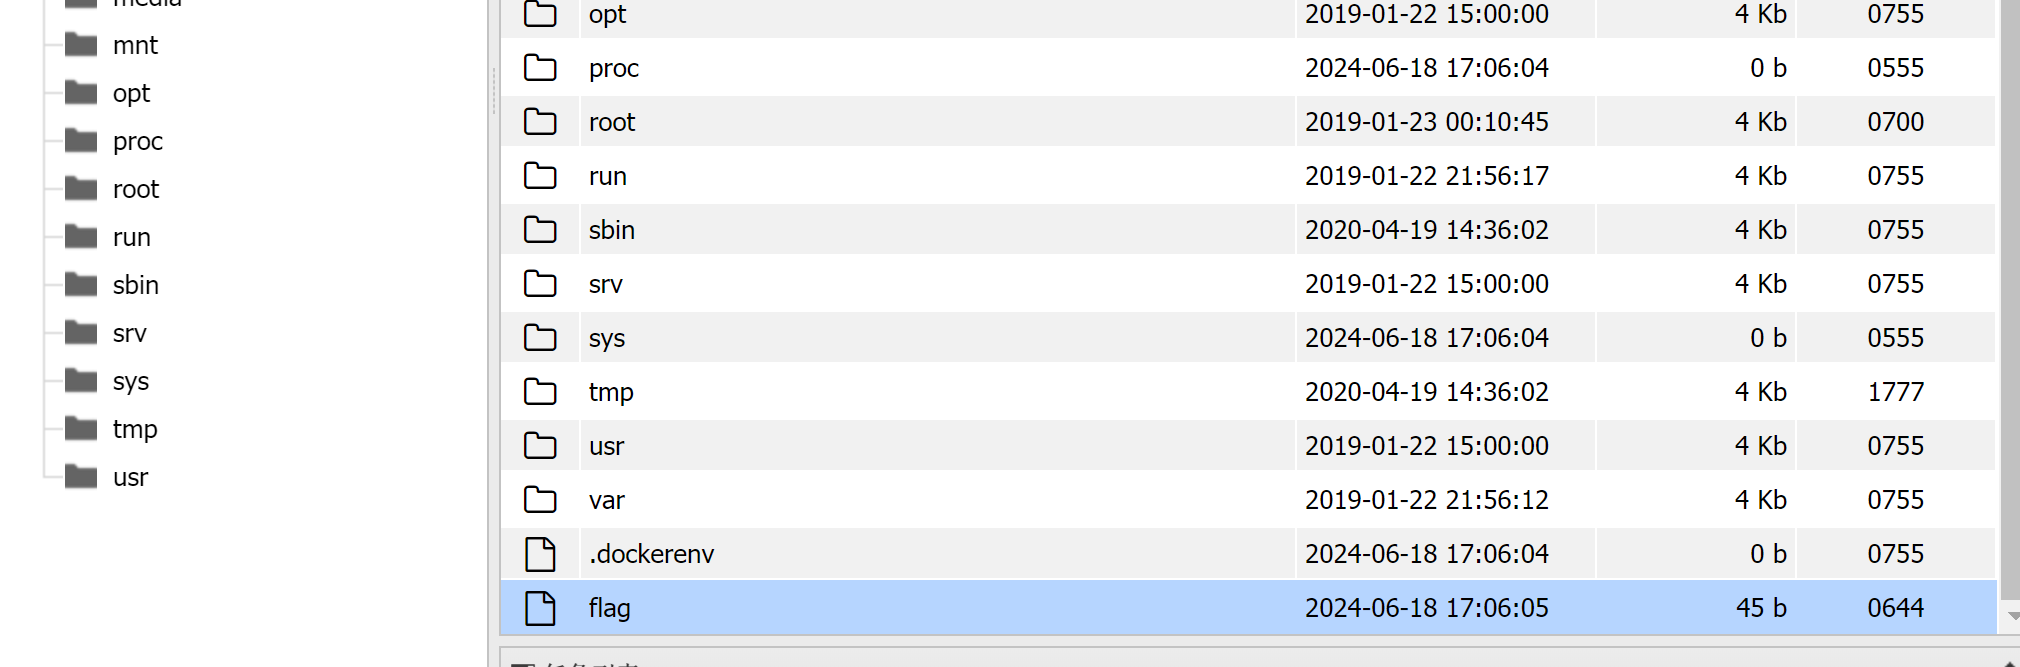 media
mnt
opt
proc
root
run
sbin
srv
sys
tmp
usr
opt 2019-01-22 15:00:00 4 Kb 0755
proc 2024-06-18 17:06:04 0 b 0555
root 2019-01-23 00:10:45 4 Kb 0700
run 2019-01-22 21:56:17 4 Kb 0755
sbin 2020-04-19 14:36:02 4 Kb 0755
srv 2019-01-22 15:00:00 4 Kb 0755
sys 2024-06-18 17:06:04 0 b 0555
tmp 2020-04-19 14:36:02 4 Kb 1777
usr 2019-01-22 15:00:00 4 Kb 0755
var 2019-01-22 21:56:12 4 Kb 0755
.dockerenv 2024-06-18 17:06:04 0 b 0755
flag 2024-06-18 17:06:05 45 b 0644